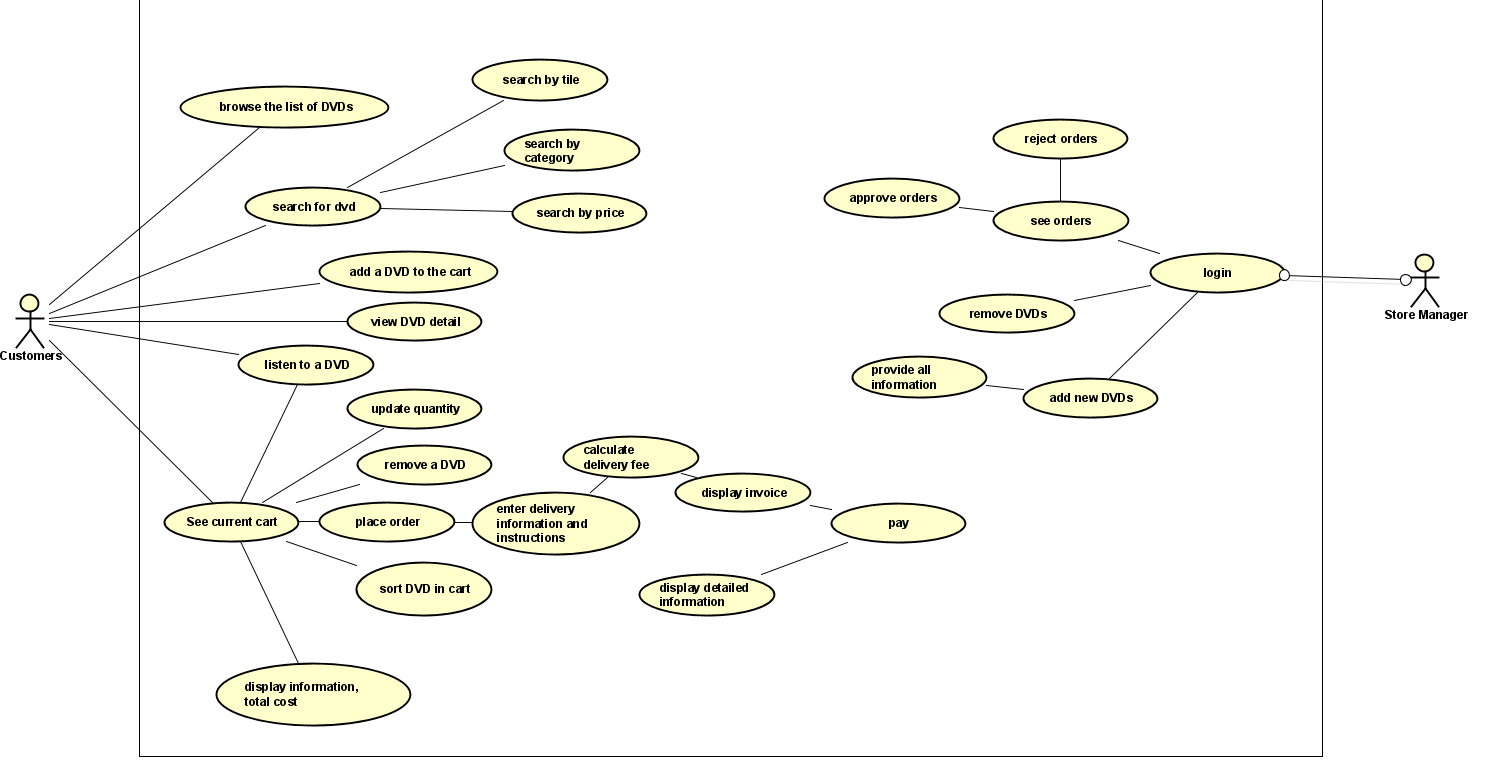 search by tile
browse the list of DVDs
search by
category
search for dvd
search by price
add a DVD to the cart
view DVD detail
listen to a DVD
Customers
update quantity
remove a DVD
See current cart
place order
enter delivery
information and
instructions
calculate
delivery fee
display invoice
pay
display detailed
information
sort DVD in cart
display information,
total cost
reject orders
approve orders
see orders
login
remove DVDs
provide all
information
add new DVDs
Store Manager